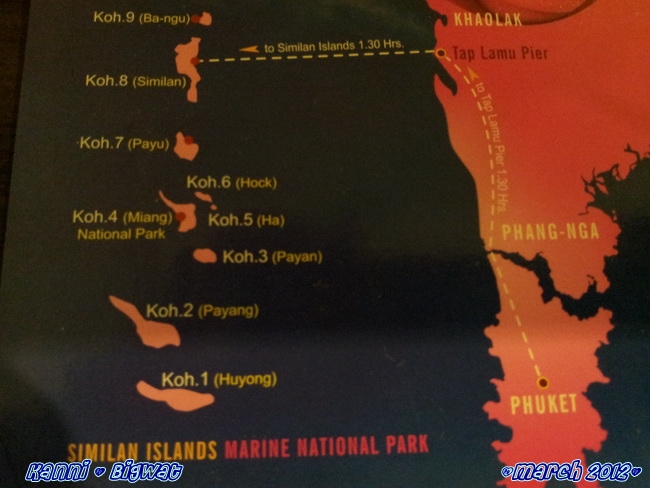 Koh.9 (Ba-ngu)
KHAOLAK
to Similan Islands 1.30 Hrs.
Tap Lamu Pier
Koh.8 (Similan)
to Tap Lamu Pier 1.30 Hrs.
Koh.7 (Payu)
Koh.6 (Hock)
Koh.4 (Miang)
National Park
Koh.5 (Ha)
PHANG-NGA
Koh.3 (Payan)
Koh.2 (Payang)
Koh.1 (Huyong)
PHUKET
SIMILAN ISLANDS MARINE NATIONAL PARK
Kanni ♥ Bigwat
©March 2012♥